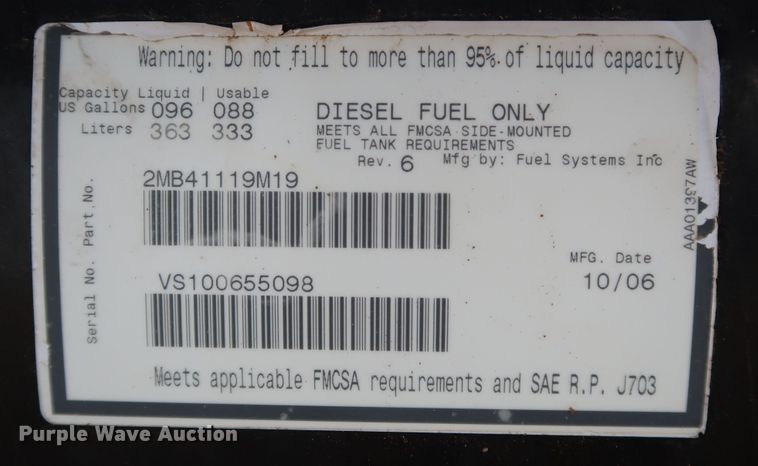 Warning: Do not fill to more than 95% of liquid capacity
Capacity Liquid | Usable
US Gallons 096 088
Liters 363 333
DIESEL FUEL ONLY
MEETS ALL FMCSA SIDE-MOUNTED
FUEL TANK REQUIREMENTS
Rev. 6 Mfg by: Fuel Systems Inc
Part No.
2MB41119M19
AAA01397AW
MFG. Date
10/06
Serial No.
VS100655098
Meets applicable FMCSA requirements and SAE R.P. J703
Purple Wave Auction